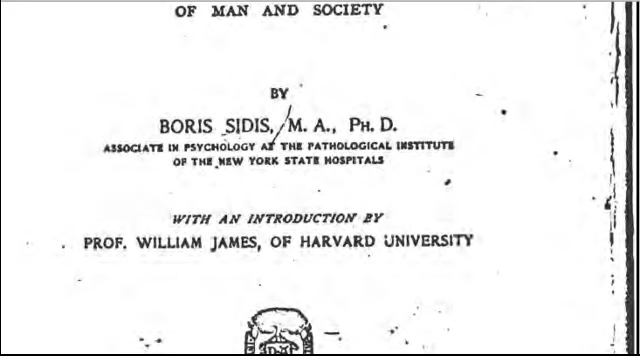 OF MAN AND SOCIETY
BY
BORIS SIDIS, M. A., PH. D.
ASSOCIATE IN PSYCHOLOGY AT THE PATHOLOGICAL INSTITUTE
OF THE NEW YORK STATE HOSPITALS
WITH AN INTRODUCTION BY
PROF. WILLIAM JAMES, OF HARVARD UNIVERSITY